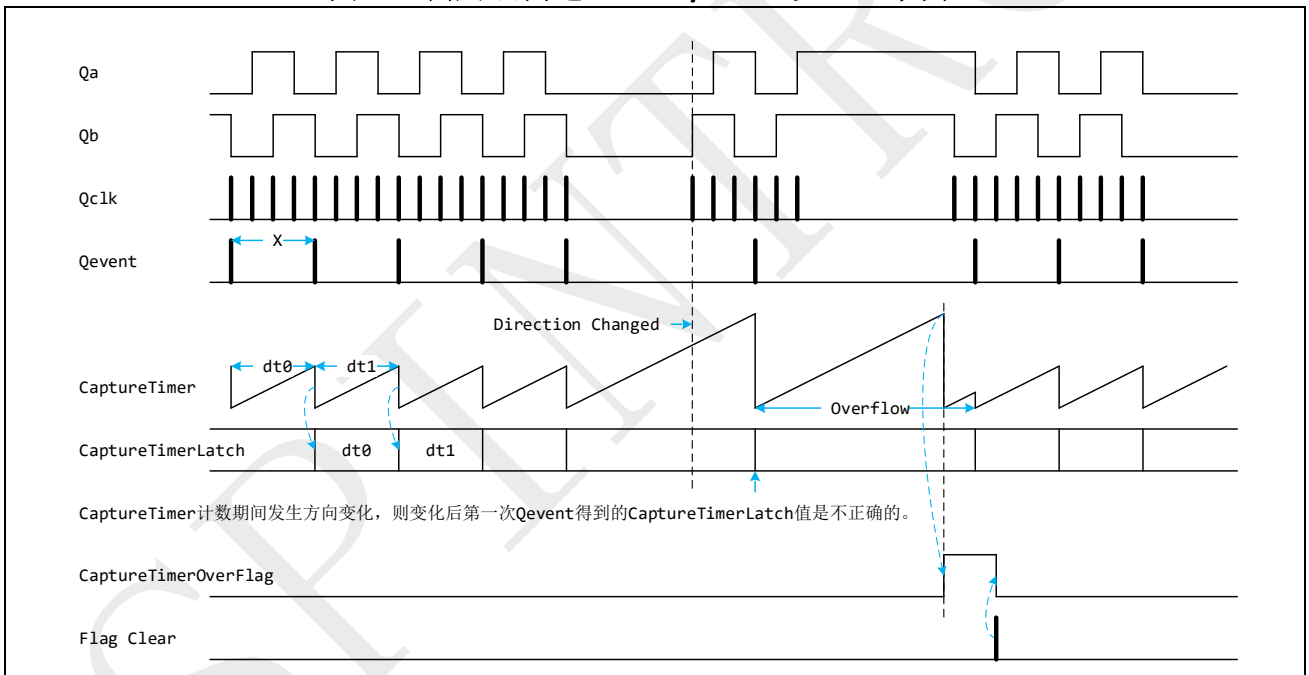 Qa
Qb
Qclk
X
Qevent
Direction Changed
dt0 dt1
CaptureTimer
Overflow
CaptureTimerLatch dt0 dt1
CaptureTimer计数期间发生方向变化，则变化后第一次Qevent得到的CaptureTimerLatch值是不正确的。
CaptureTimerOverFlag
Flag Clear
SPINTRO